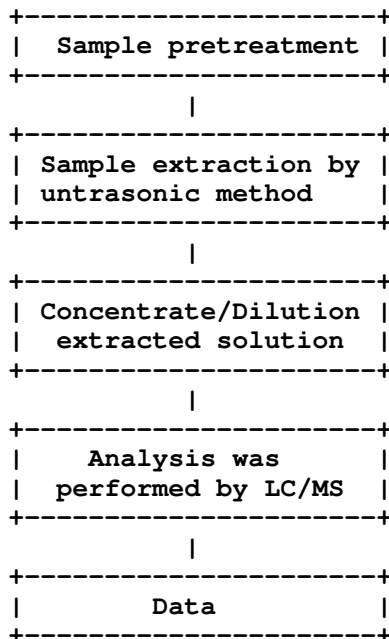 Sample pretreatment
Sample extraction by
untrasonic method
Concentrate/Dilution
extracted solution
Analysis was
performed by LC/MS
Data